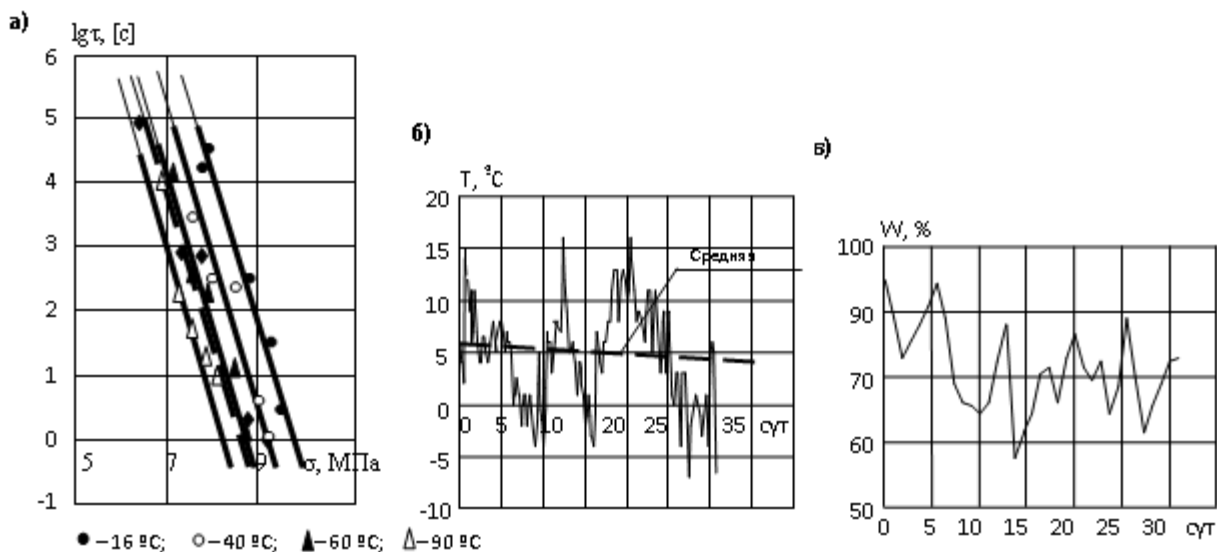 а)
lgτ, [с]
6
5
4
3
2
1
0
-1
5 7 9 σ, МПа
● –16 ºС; ○ –40 ºС; ▲ –60 ºС; △ –90 ºС
б)
T, °C
20
15
10
5
0
-5
-10
Средняя
0 5 10 15 20 25 35 сут
в)
W, %
100
90
80
70
60
50
0 5 10 15 20 25 30 сут